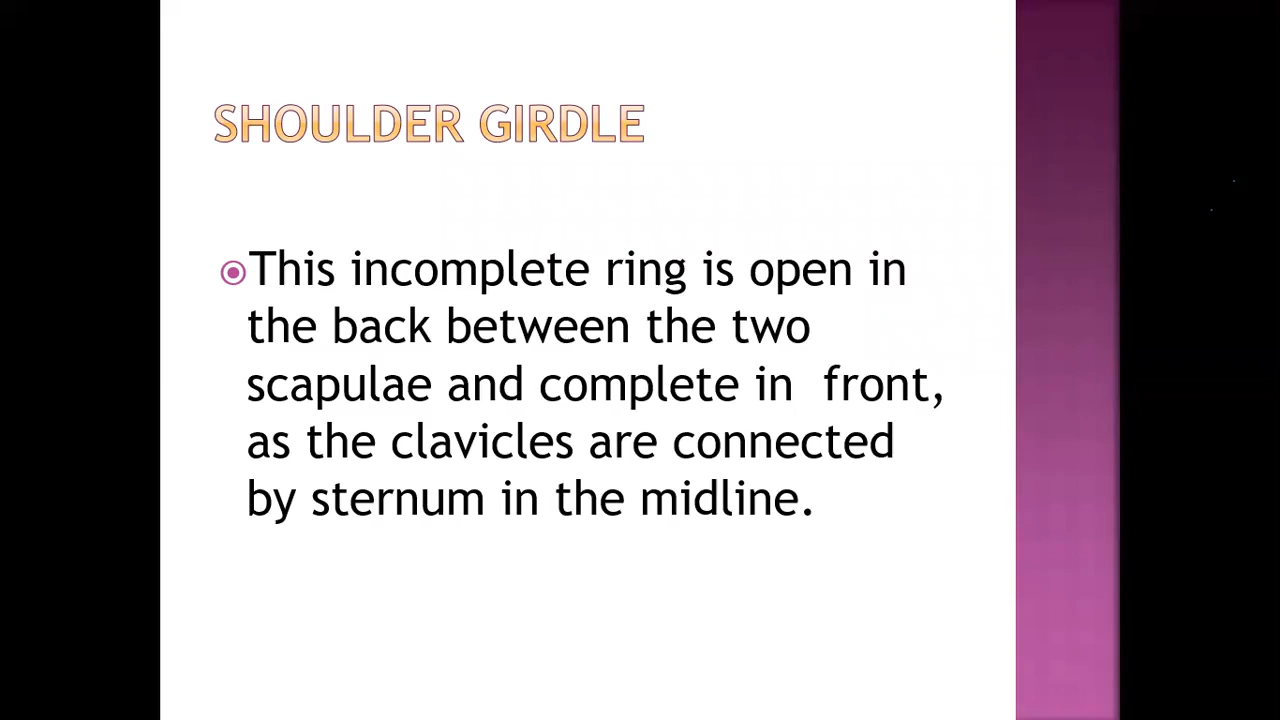 SHOULDER GIRDLE
This incomplete ring is open in
the back between the two
scapulae and complete in  front,
as the clavicles are connected
by sternum in the midline.